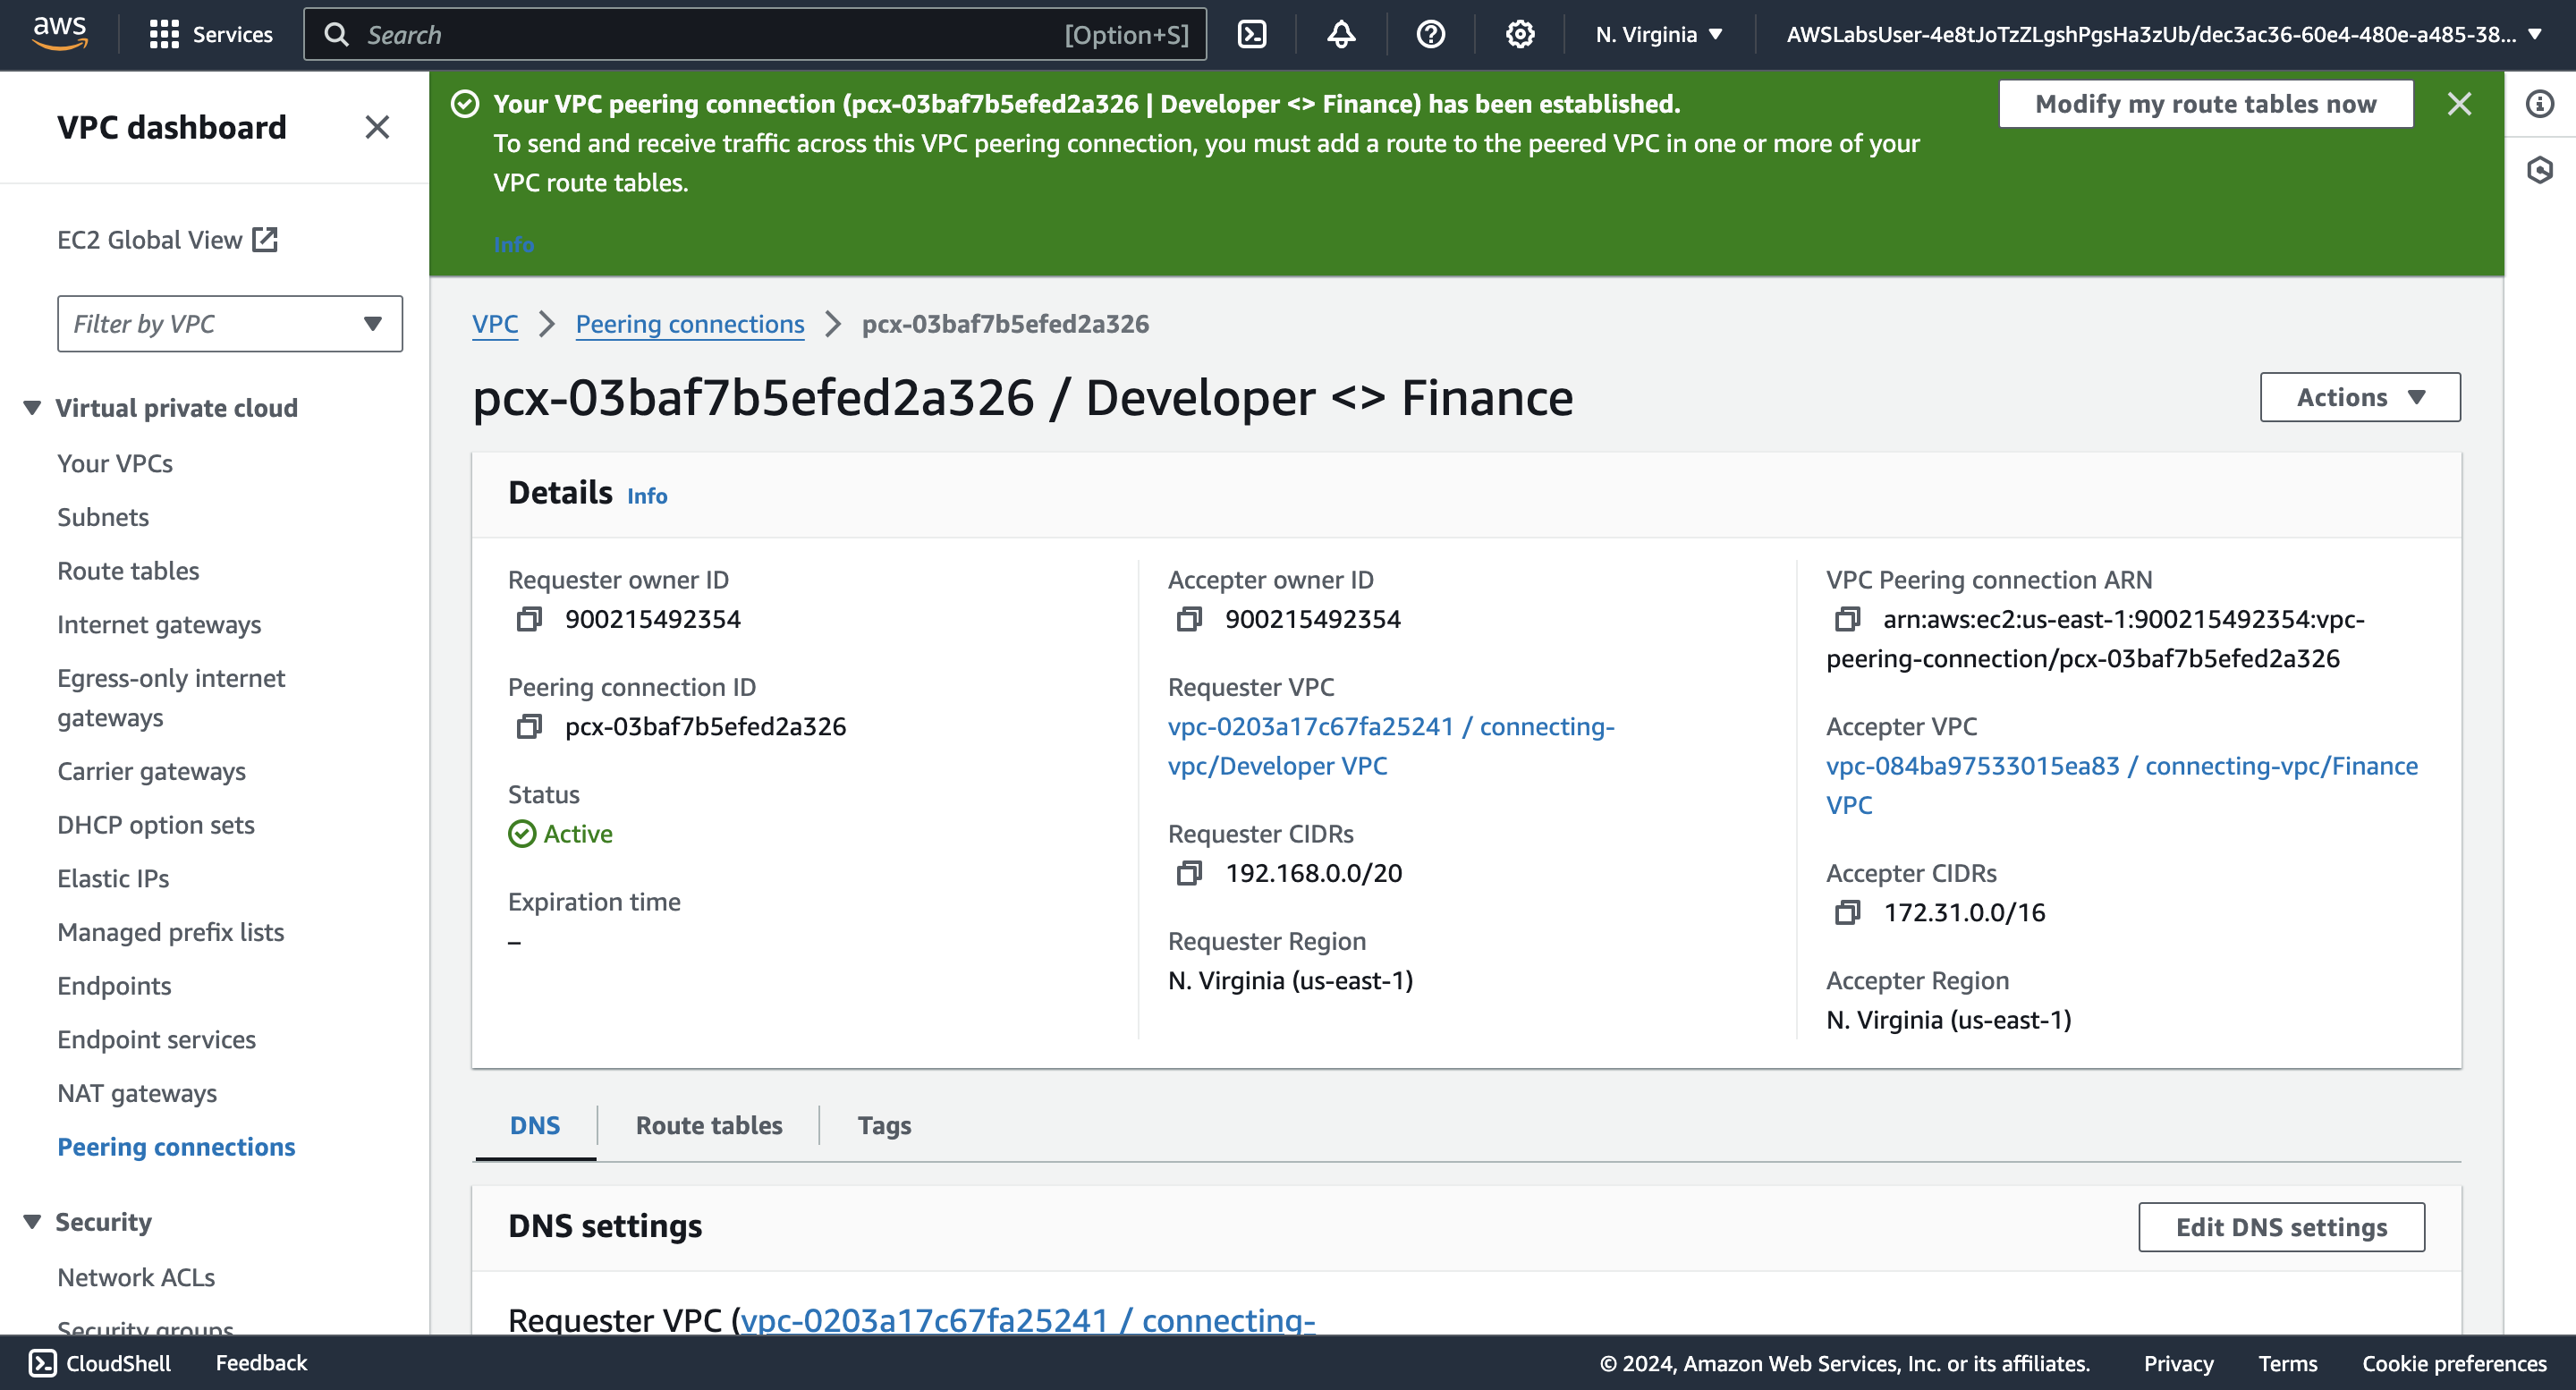 aws
Services
Search
[Option+S]
N. Virginia
AWSLabsUser-4e8tJoTzZLgshPgsHa3zUb/dec3ac36-60e4-480e-a485-38...
VPC dashboard
EC2 Global View
Filter by VPC
Virtual private cloud
Your VPCs
Subnets
Route tables
Internet gateways
Egress-only internet
gateways
Carrier gateways
DHCP option sets
Elastic IPs
Managed prefix lists
Endpoints
Endpoint services
NAT gateways
Peering connections
Security
Network ACLs
Security groups
Your VPC peering connection (pcx-03baf7b5efed2a326 | Developer <> Finance) has been established.
To send and receive traffic across this VPC peering connection, you must add a route to the peered VPC in one or more of your
VPC route tables.
Info
Modify my route tables now
VPC
Peering connections
pcx-03baf7b5efed2a326
pcx-03baf7b5efed2a326 / Developer <> Finance
Actions
Details Info
Requester owner ID
900215492354
Peering connection ID
pcx-03baf7b5efed2a326
Status
Active
Expiration time
–
Accepter owner ID
900215492354
Requester VPC
vpc-0203a17c67fa25241 / connecting-
vpc/Developer VPC
Requester CIDRs
192.168.0.0/20
Requester Region
N. Virginia (us-east-1)
VPC Peering connection ARN
arn:aws:ec2:us-east-1:900215492354:vpc-
peering-connection/pcx-03baf7b5efed2a326
Accepter VPC
vpc-084ba97533015ea83 / connecting-vpc/Finance
VPC
Accepter CIDRs
172.31.0.0/16
Accepter Region
N. Virginia (us-east-1)
DNS
Route tables
Tags
DNS settings
Edit DNS settings
Requester VPC (vpc-0203a17c67fa25241 / connecting-
CloudShell
Feedback
© 2024, Amazon Web Services, Inc. or its affiliates.
Privacy
Terms
Cookie preferences